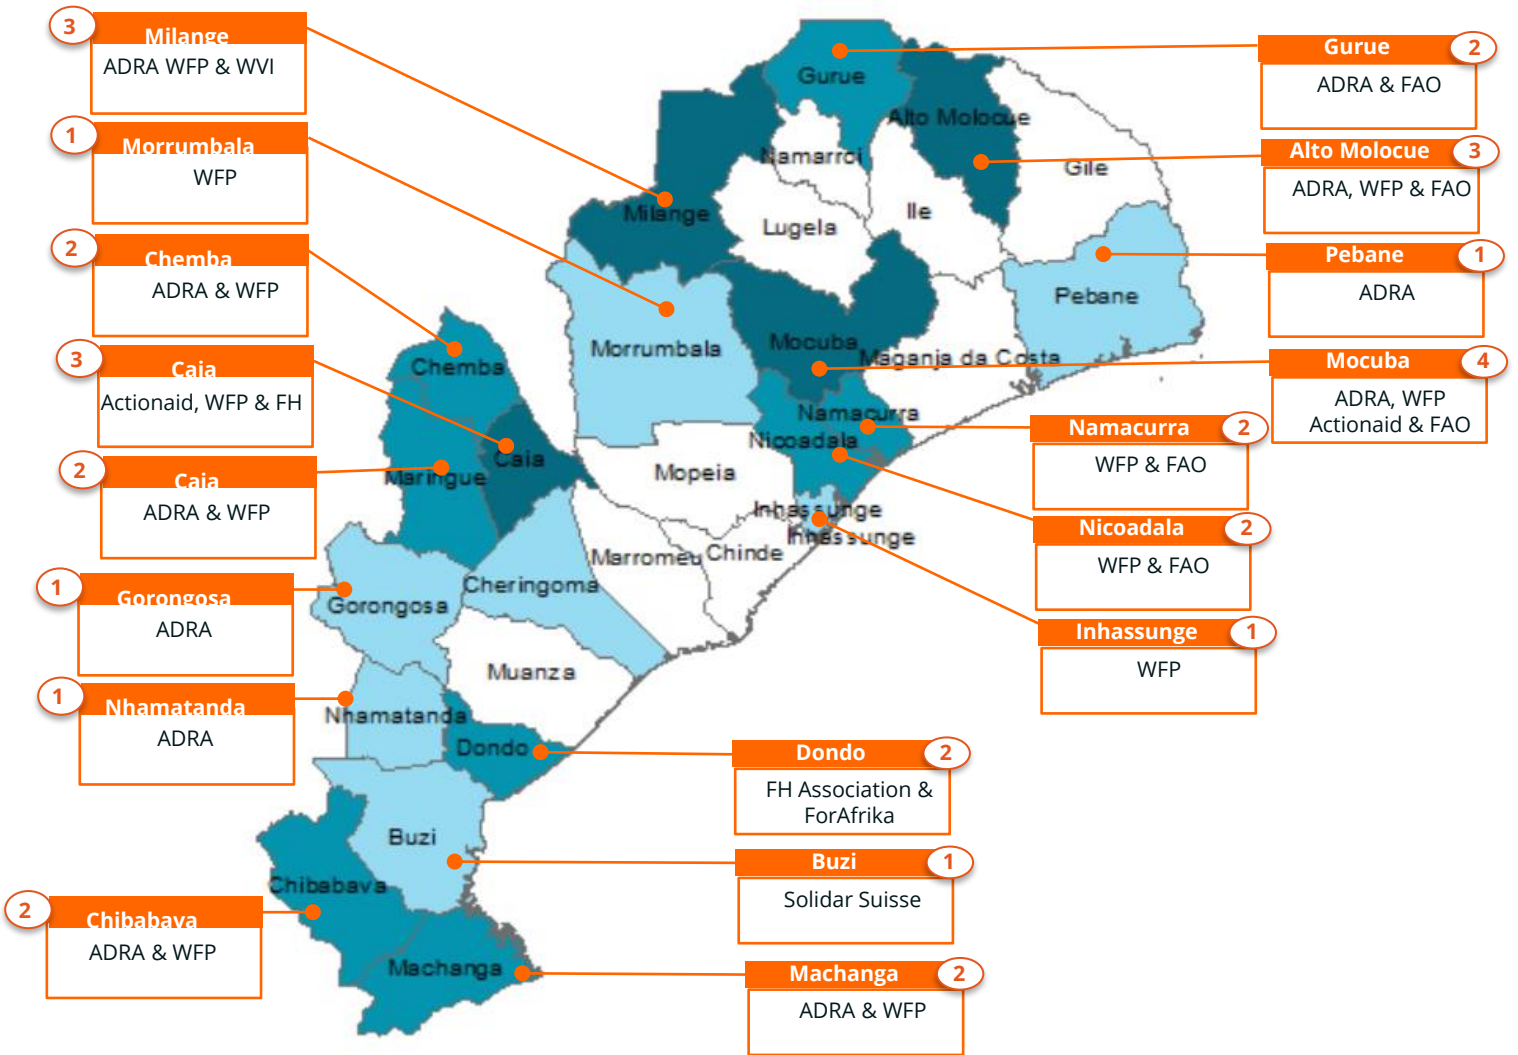 3
Milange
ADRA WFP & WVI
1
Morrumbala
WFP
2
Chemba
ADRA & WFP
3
Caia
Actionaid, WFP & FH
2
Caia
ADRA & WFP
1
Gorongosa
ADRA
1
Nhamatanda
ADRA
2
Chibabava
ADRA & WFP
Gurue
Alto Molocue
Namarroi
Gile
Milange
Lugela
Ile
Pebane
Morrumbala
Mocuba
Maganja da Costa
Chemba
Namacurra
Nicoadala
Maringue
Caia
Mopeia
Inhassunge
Inhassunge
Marromeu
Chinde
Cheringoma
Gorongosa
Muanza
Nhamatanda
Dondo
Buzi
Chibabava
Machanga
Gurue
2
ADRA & FAO
Alto Molocue
3
ADRA, WFP & FAO
Pebane
1
ADRA
Mocuba
4
ADRA, WFP
Actionaid & FAO
Namacurra
2
WFP & FAO
Nicoadala
2
WFP & FAO
Inhassunge
1
WFP
Dondo
2
FH Association &
ForAfrika
Buzi
1
Solidar Suisse
Machanga
2
ADRA & WFP